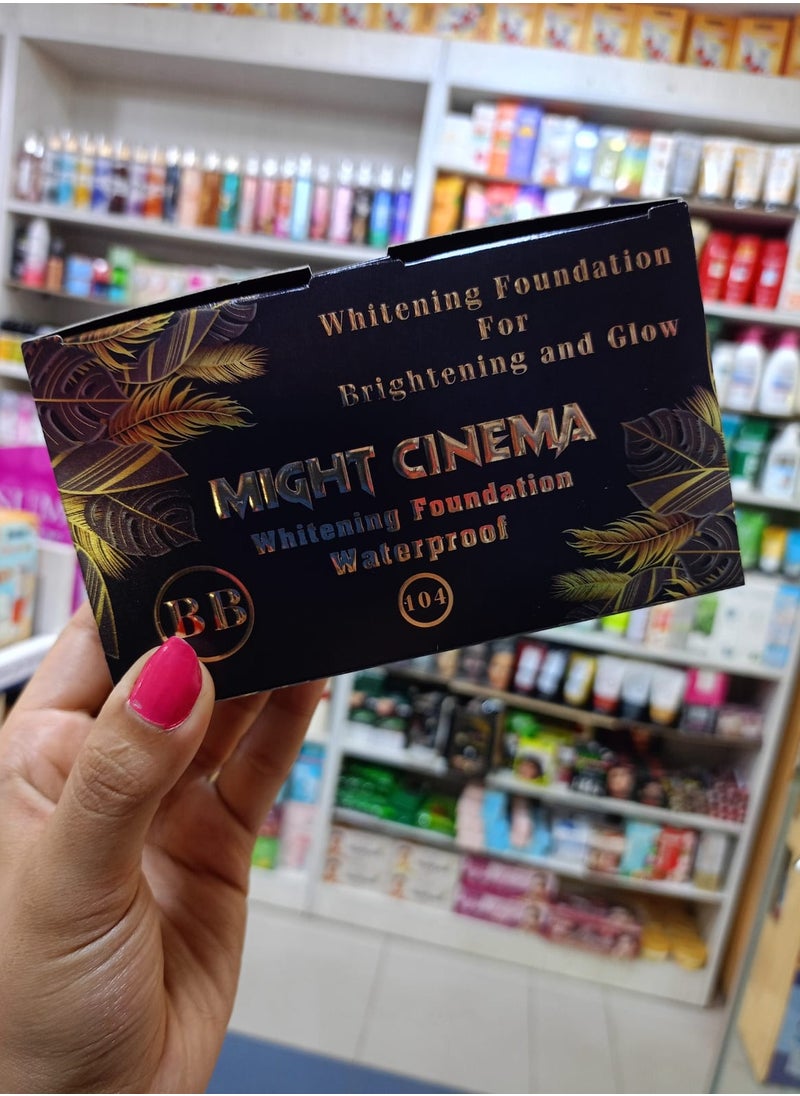 Whitening Foundation
For
Brightening and Glow
MIGHT CINEMA
Whitening Foundation
Waterproof
BB
104